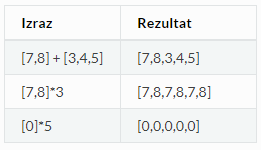 Izraz Rezultat
[7,8] + [3,4,5] [7,8,3,4,5]
[7,8]*3 [7,8,7,8,7,8]
[0]*5 [0,0,0,0,0]